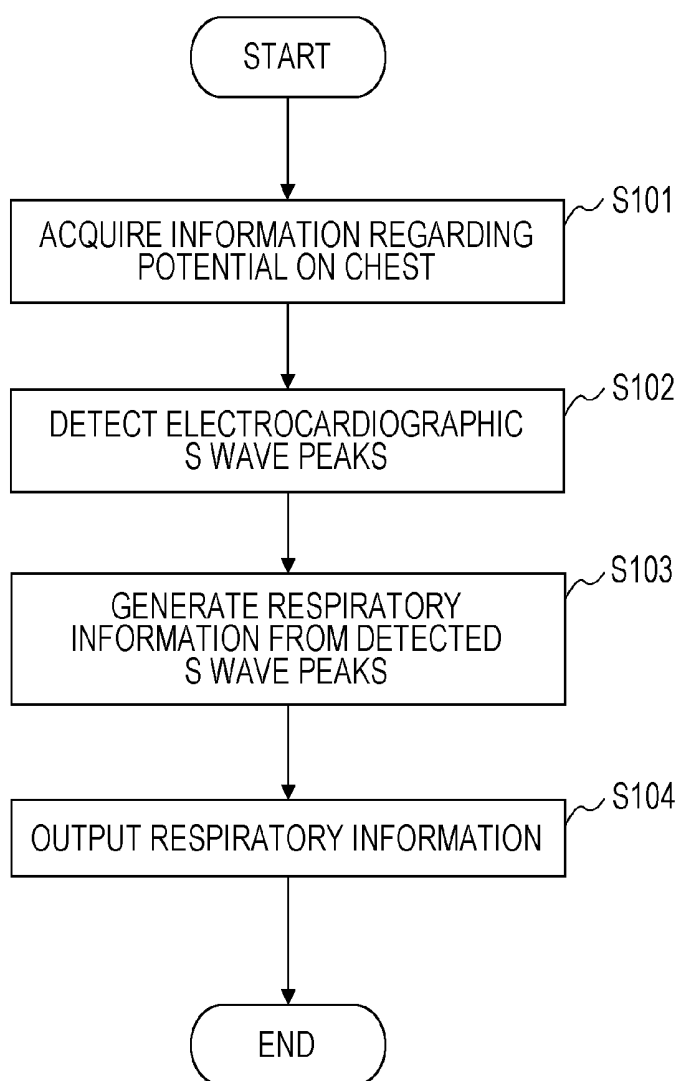 START
S101
ACQUIRE INFORMATION REGARDING
POTENTIAL ON CHEST
S102
DETECT ELECTROCARDIOGRAPHIC
S WAVE PEAKS
S103
GENERATE RESPIRATORY
INFORMATION FROM DETECTED
S WAVE PEAKS
S104
OUTPUT RESPIRATORY INFORMATION
END